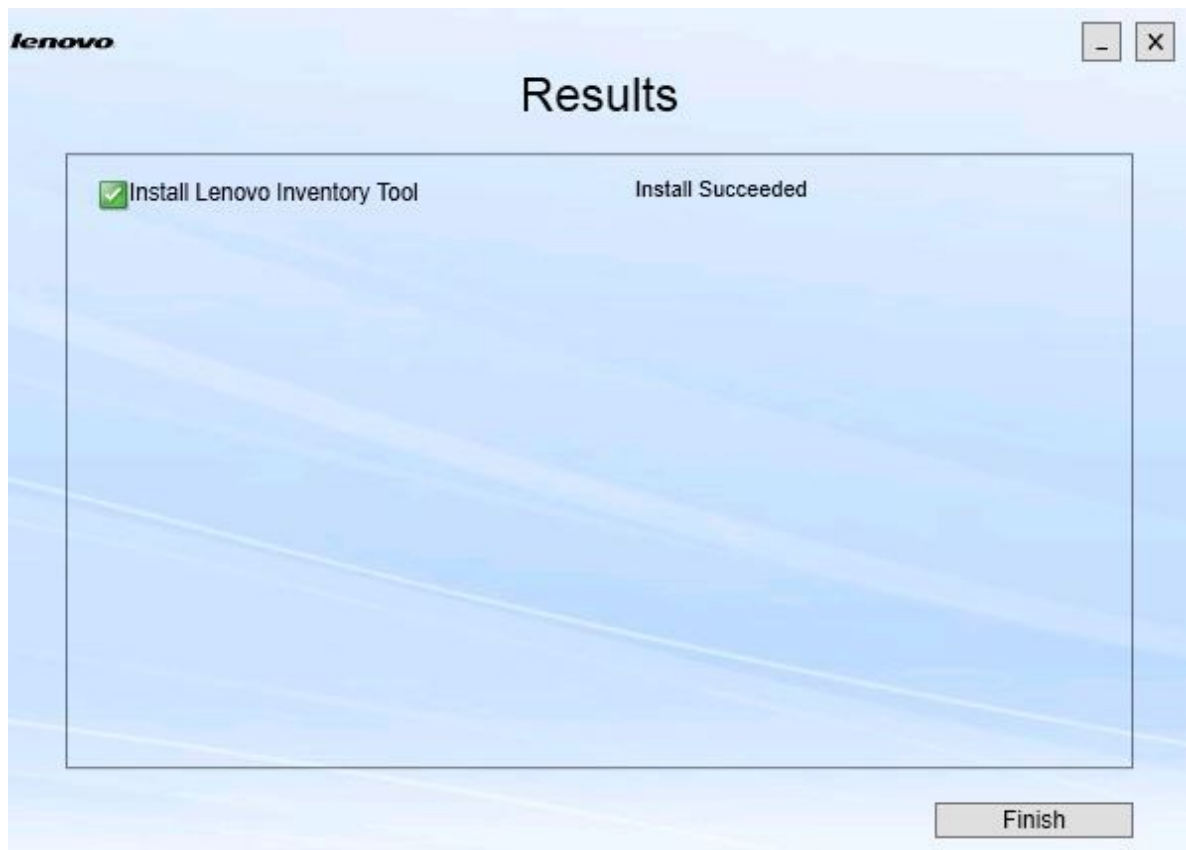 lenovo
Results
Install Lenovo Inventory Tool Install Succeeded
Finish